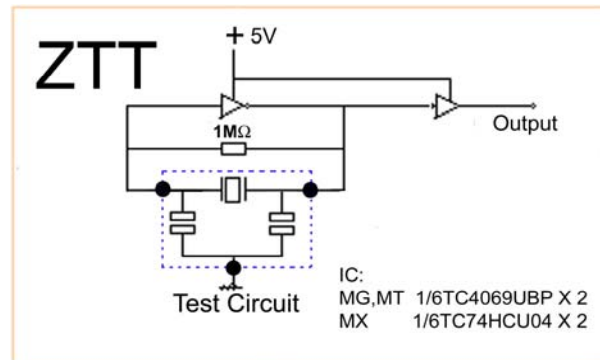 ZTT
+ 5V
1MΩ
Output
Test Circuit
IC:
MG,MT 1/6TC4069UBP X 2
MX 1/6TC74HCU04 X 2